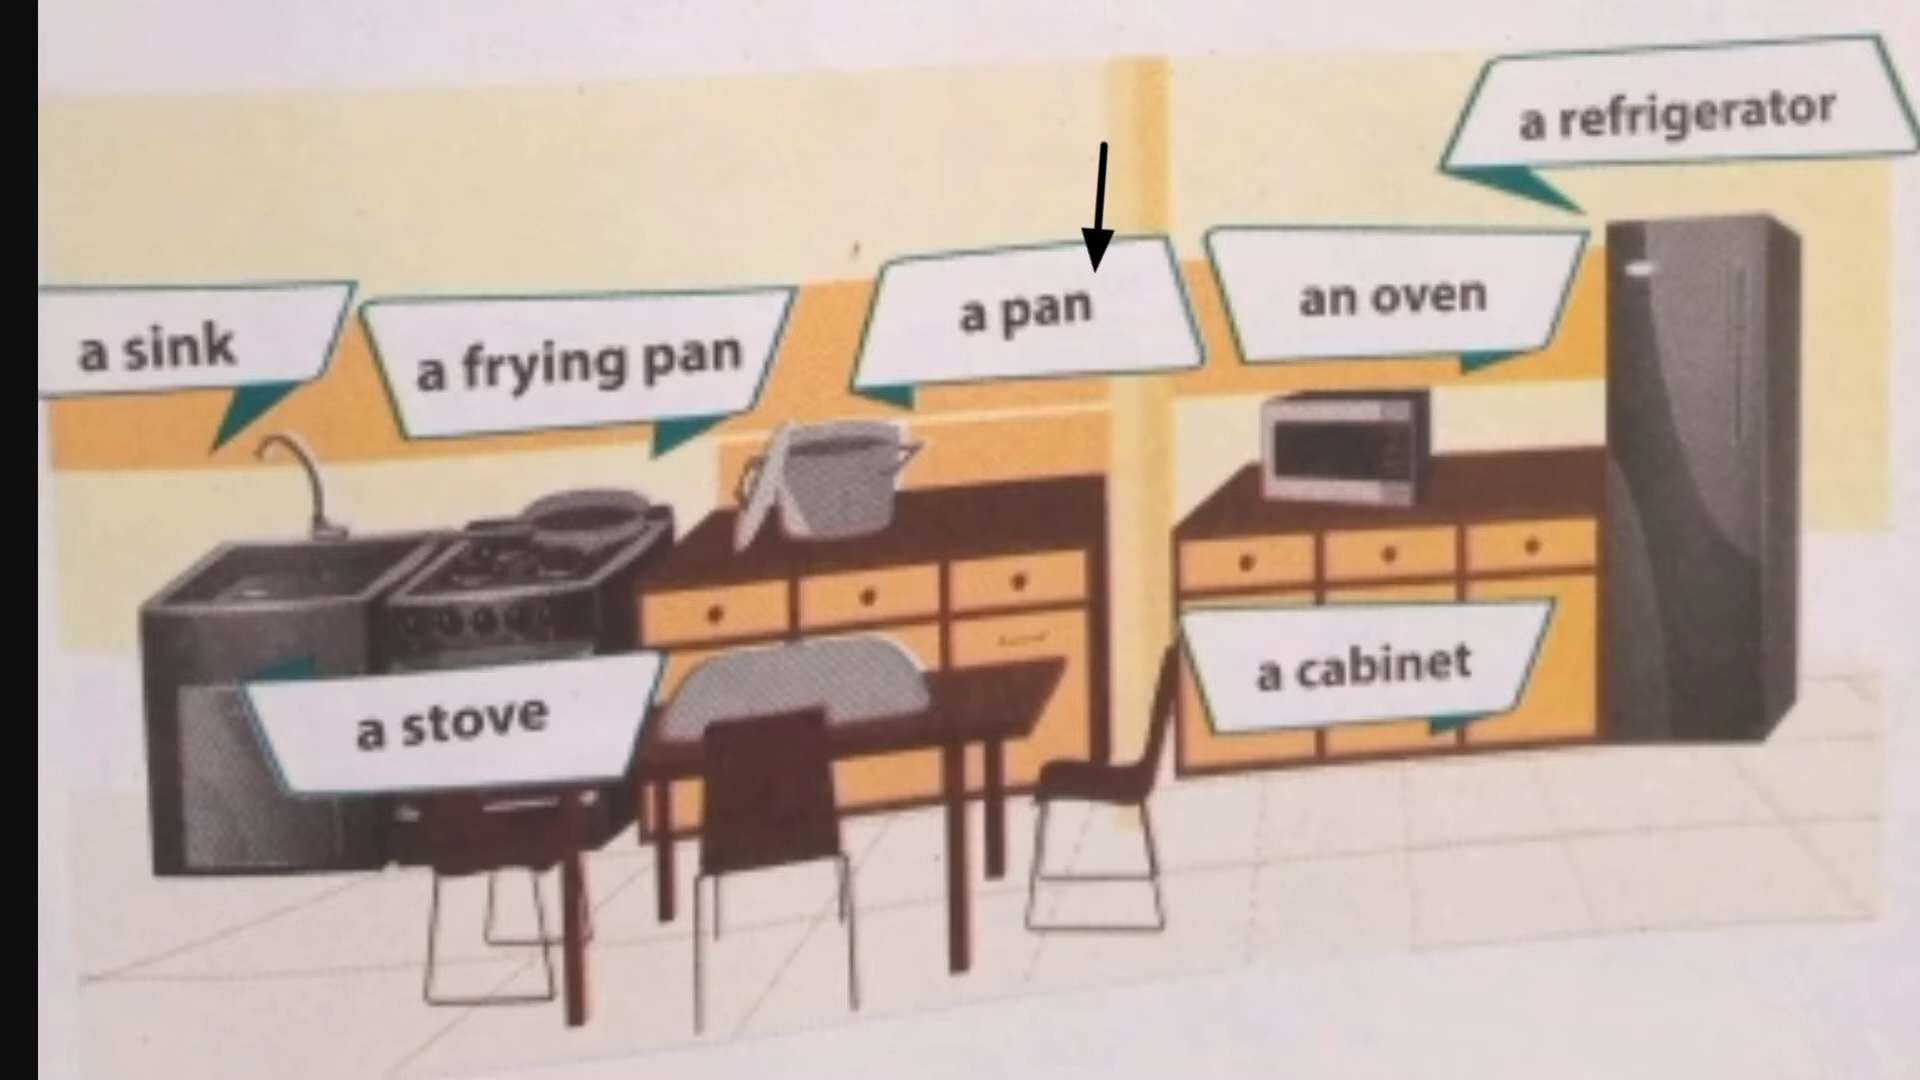 a refrigerator
a sink
a frying pan
a pan
an oven
a stove
a cabinet